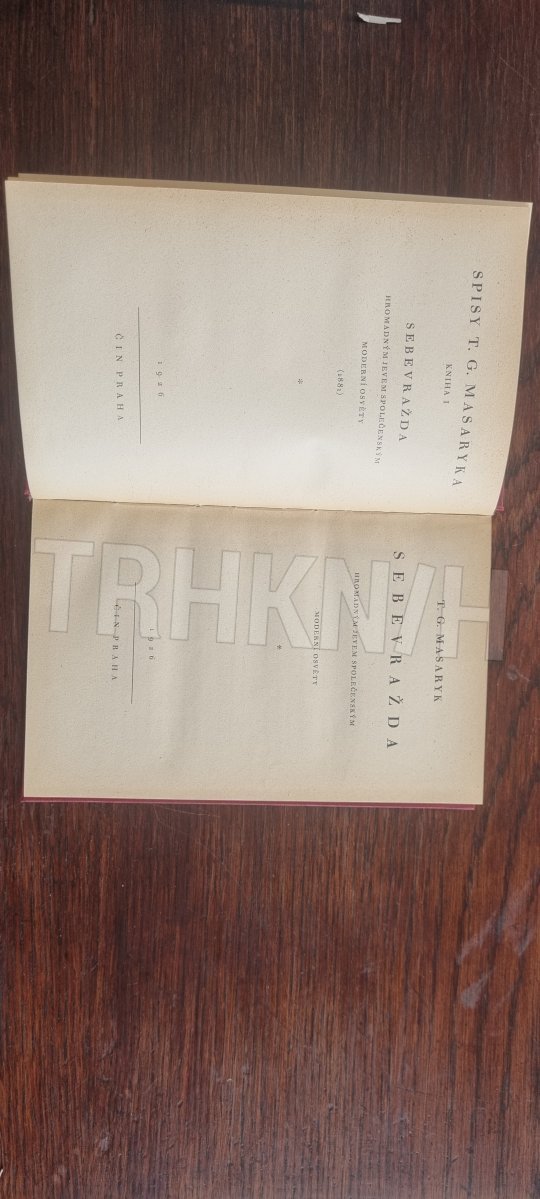 SPISY T. G. MASARYKA
KNIHA I
SEBEVRAŽDA
HROMADNÝM JEVEM SPOLEČENSKÝM
MODERNÍ OSVĚTY
(1881)
*
1926
ČIN PRAHA
T. G. MASARYK
SEBEVRAŽDA
HROMADNÝM JEVEM SPOLEČENSKÝM
MODERNÍ OSVĚTY
*
1926
ČIN PRAHA
TRHKNIH